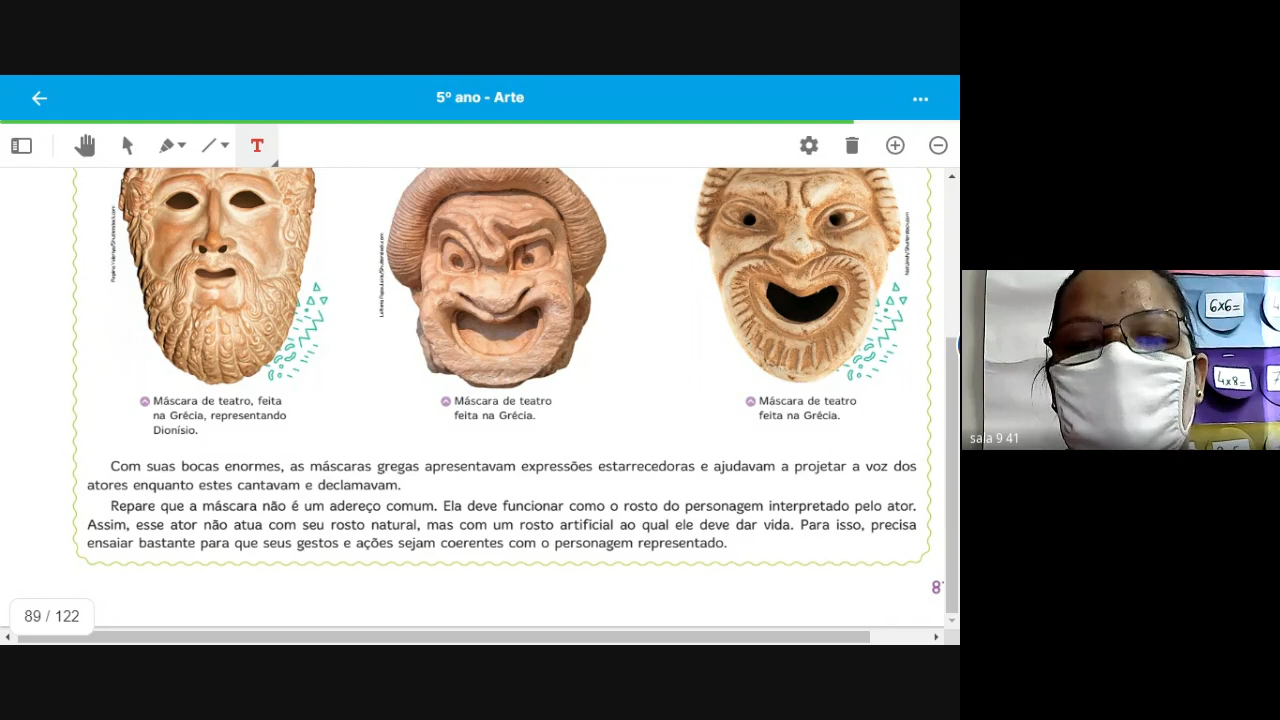 5º ano - Arte
T
Máscara de teatro, feita
na Grécia, representando
Dionísio.
Máscara de teatro
feita na Grécia.
Máscara de teatro
feita na Grécia.
Com suas bocas enormes, as máscaras gregas apresentavam expressões estarrecedoras e ajudavam a projetar a voz dos
atores enquanto estes cantavam e declamavam.
Repare que a máscara não é um adereço comum. Ela deve funcionar como o rosto do personagem interpretado pelo ator.
Assim, esse ator não atua com seu rosto natural, mas com um rosto artificial ao qual ele deve dar vida. Para isso, precisa
ensaiar bastante para que seus gestos e ações sejam coerentes com o personagem representado.
89 / 122
6x6=
4x8=
sala 9 41